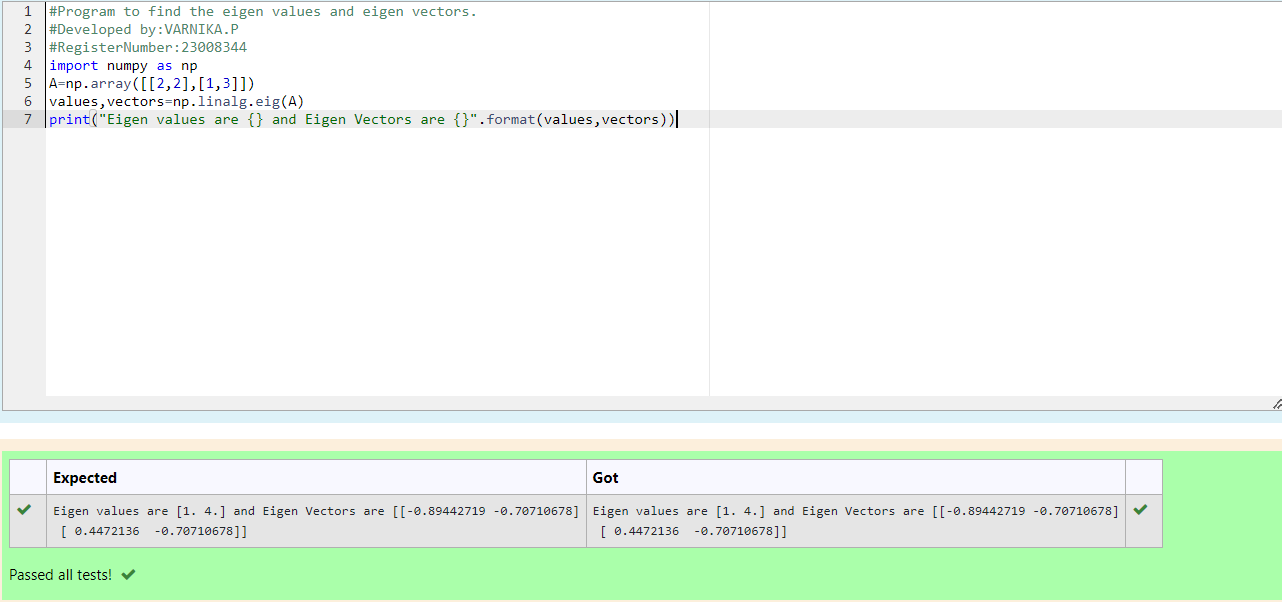 1 #Program to find the eigen values and eigen vectors.
2 #Developed by:VARNIKA.P
3 #RegisterNumber:23008344
4 import numpy as np
5 A=np.array([[2,2],[1,3]])
6 values,vectors=np.linalg.eig(A)
7 print("Eigen values are {} and Eigen Vectors are {}".format(values,vectors))
Expected Got
Eigen values are [1. 4.] and Eigen Vectors are [[-0.89442719 -0.70710678] Eigen values are [1. 4.] and Eigen Vectors are [[-0.89442719 -0.70710678]
[ 0.4472136  -0.70710678]] [ 0.4472136  -0.70710678]]
Passed all tests!